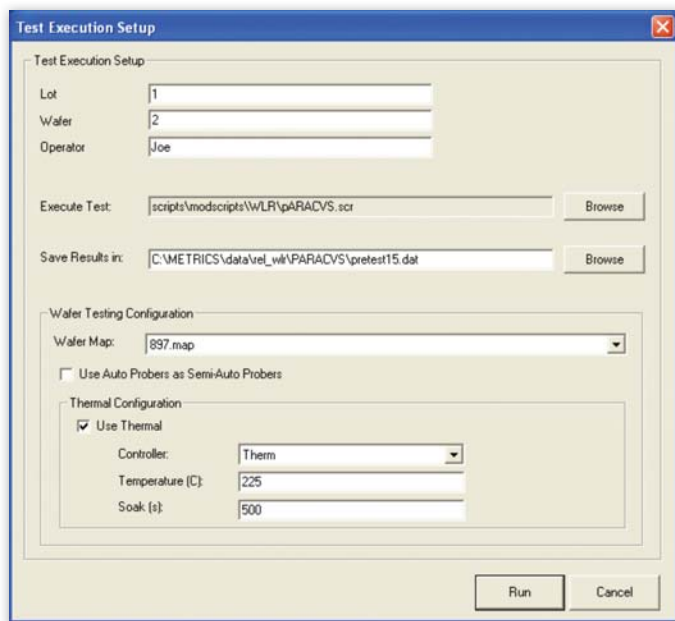 Test Execution Setup
Test Execution Setup
Lot 1
Wafer 2
Operator Joe
Execute Test: scripts\modscripts\WLR\pARACVS.scr Browse
Save Results in: C:\METRICS\data\rel_wlr\PARACVS\pretest15.dat Browse
Wafer Testing Configuration
Wafer Map: 897.map
Use Auto Probers as Semi-Auto Probers
Thermal Configuration
Use Thermal
Controller: Therm
Temperature (C): 225
Soak (s): 500
Run Cancel